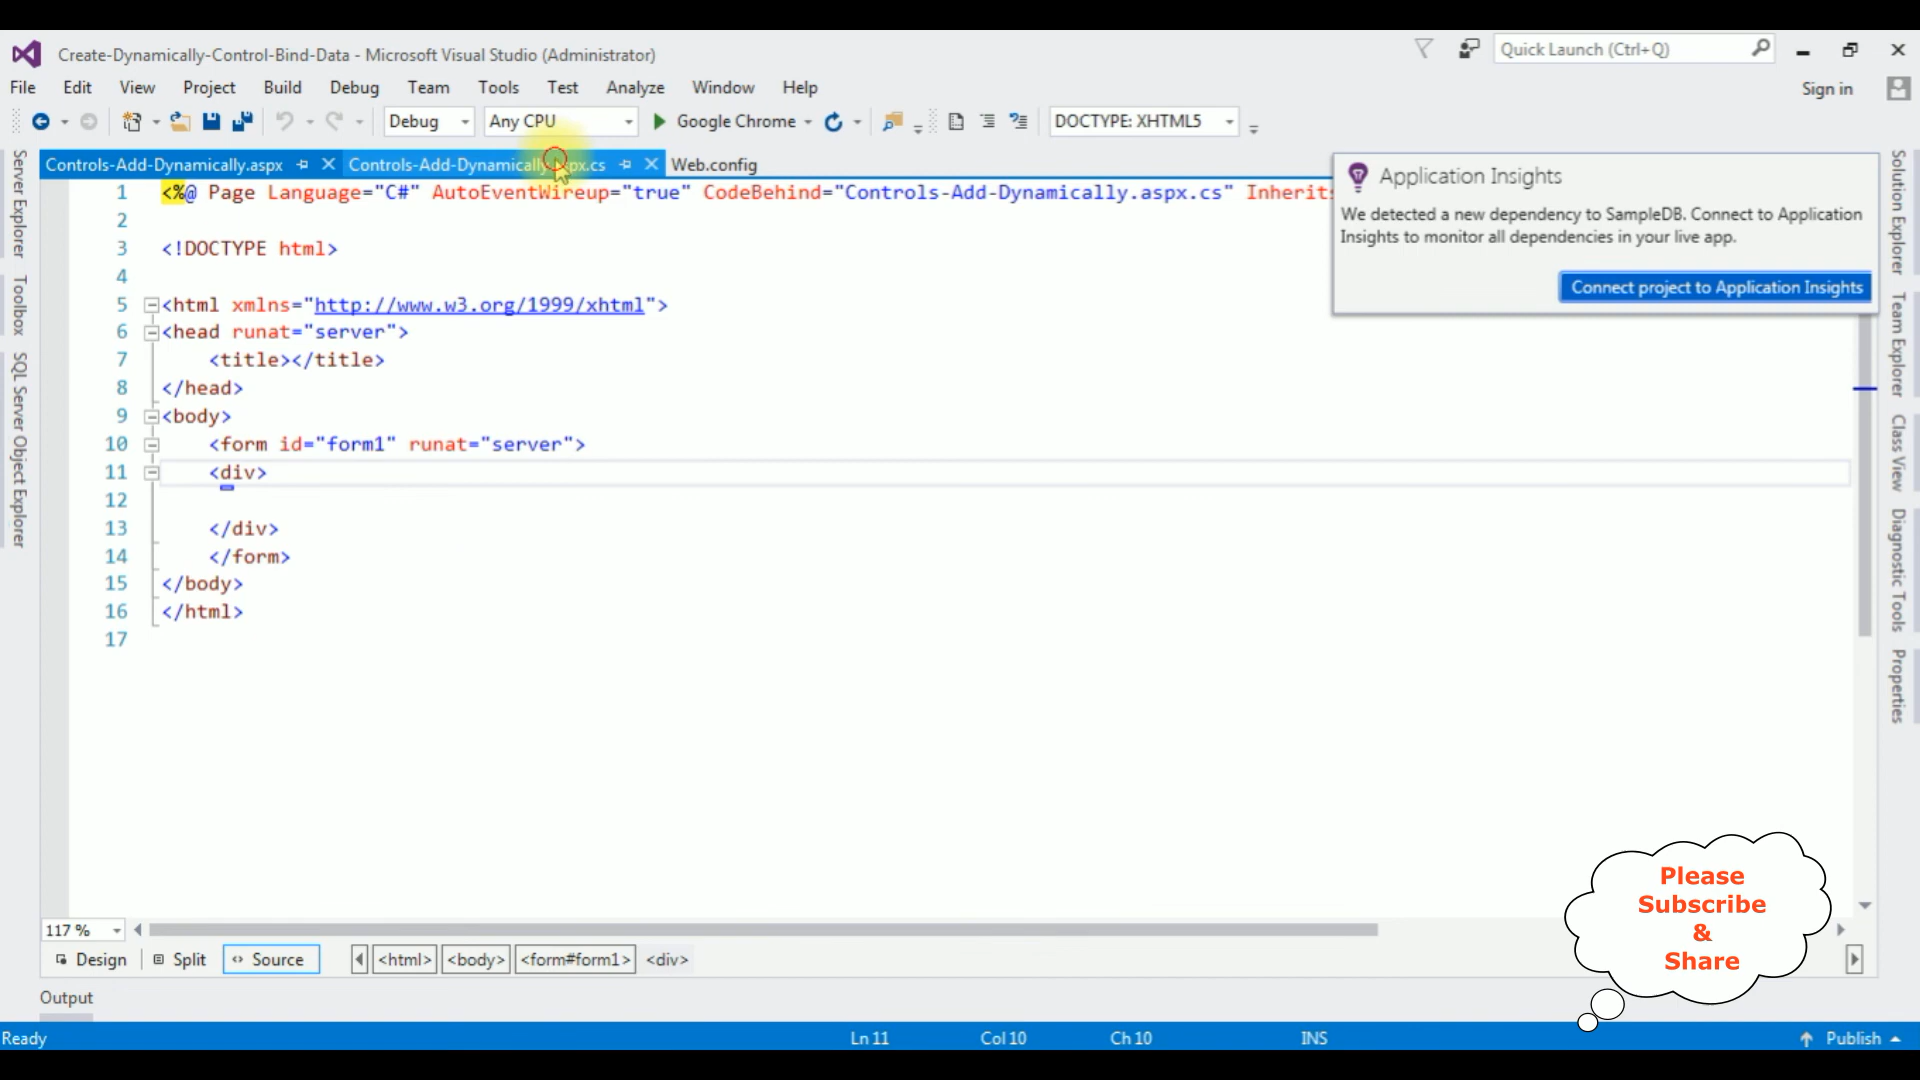 Create-Dynamically-Control-Bind-Data - Microsoft Visual Studio (Administrator)
Quick Launch (Ctrl+Q)
File Edit View Project Build Debug Team Tools Test Analyze Window Help
Sign in
Debug Any CPU Google Chrome DOCTYPE: XHTML5
Controls-Add-Dynamically.aspx Controls-Add-Dynamically.aspx.cs Web.config
Server Explorer
Toolbox
SQL Server Object Explorer
1 <%@ Page Language="C#" AutoEventWireup="true" CodeBehind="Controls-Add-Dynamically.aspx.cs" Inherits
2
3 <!DOCTYPE html>
4
5 <html xmlns="http://www.w3.org/1999/xhtml">
6 <head runat="server">
7 <title></title>
8 </head>
9 <body>
10 <form id="form1" runat="server">
11 <div>
12
13 </div>
14 </form>
15 </body>
16 </html>
17
Application Insights
We detected a new dependency to SampleDB. Connect to Application
Insights to monitor all dependencies in your live app.
Connect project to Application Insights
Solution Explorer
Team Explorer
Class View
Diagnostic Tools
Properties
Please
Subscribe
&
Share
117 %
Design Split Source <html> <body> <form#form1> <div>
Output
Ready Ln 11 Col 10 Ch 10 INS Publish